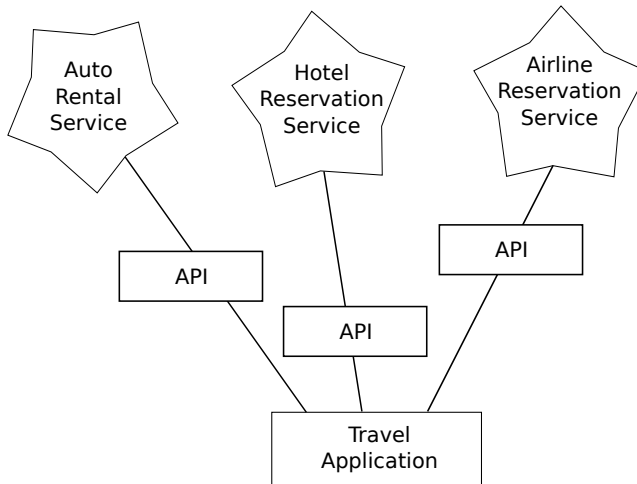 Auto
Rental
Service
Hotel
Reservation
Service
Airline
Reservation
Service
API
API
API
Travel
Application